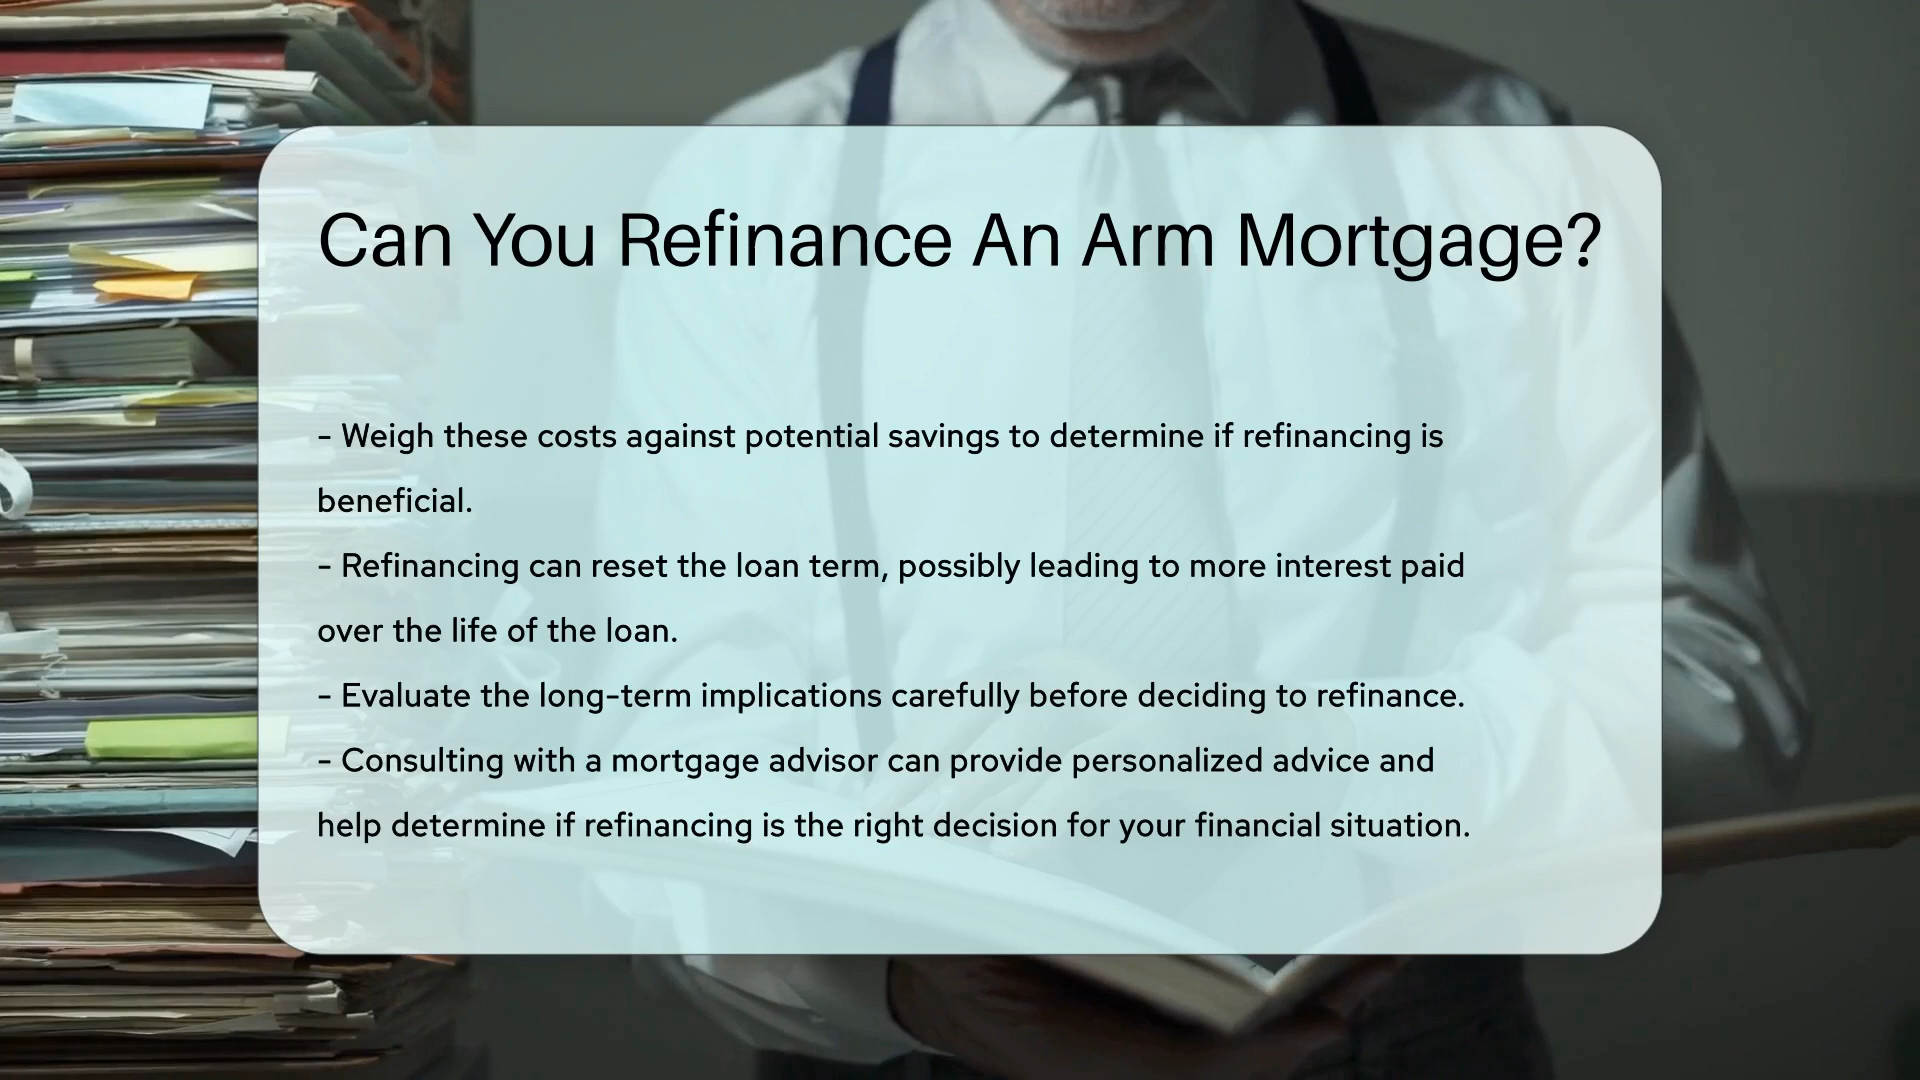 Can You Refinance An Arm Mortgage?
- Weigh these costs against potential savings to determine if refinancing is
beneficial.
- Refinancing can reset the loan term, possibly leading to more interest paid
over the life of the loan.
- Evaluate the long-term implications carefully before deciding to refinance.
- Consulting with a mortgage advisor can provide personalized advice and
help determine if refinancing is the right decision for your financial situation.